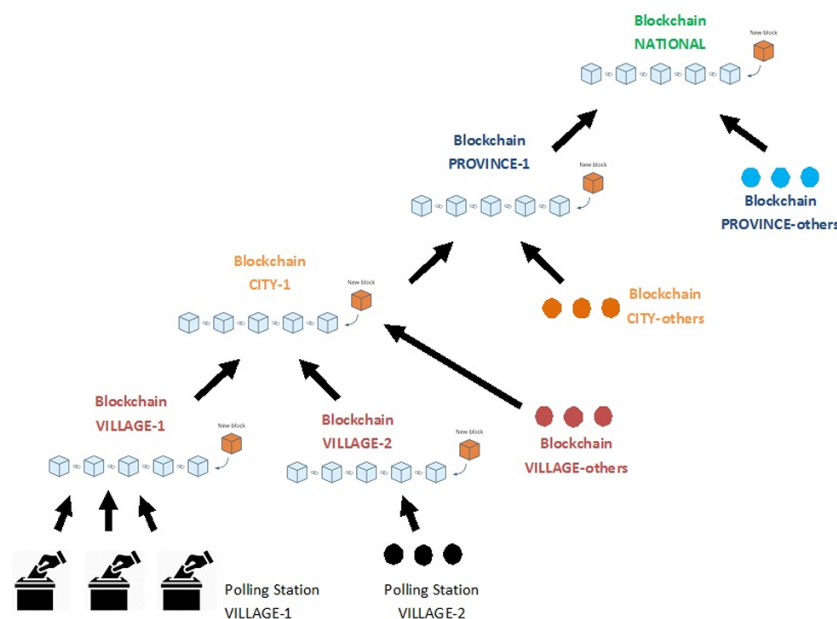 Blockchain
NATIONAL
New block
Blockchain
PROVINCE-1
New block
Blockchain
PROVINCE-others
Blockchain
CITY-1
New block
Blockchain
CITY-others
Blockchain
VILLAGE-1
New block
Blockchain
VILLAGE-2
New block
Blockchain
VILLAGE-others
Polling Station
VILLAGE-1
Polling Station
VILLAGE-2